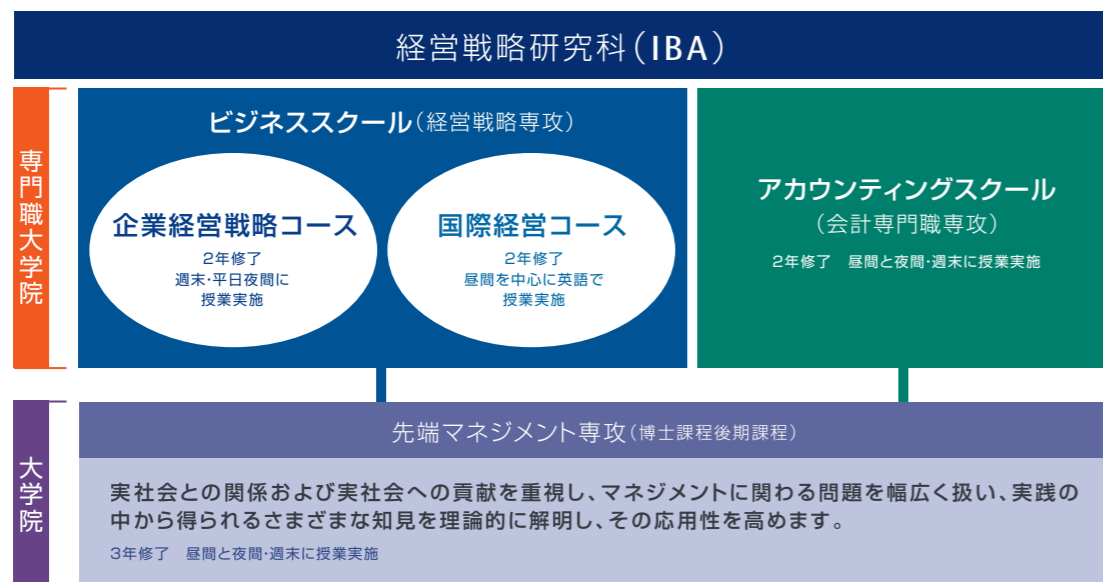 経営戦略研究科(IBA)
専門職大学院
ビジネススクール(経営戦略専攻)
企業経営戦略コース
2年修了
週末・平日夜間に
授業実施
国際経営コース
2年修了
昼間を中心に英語で
授業実施
アカウンティングスクール
(会計専門職専攻)
2年修了 昼間と夜間・週末に授業実施
大学院
先端マネジメント専攻(博士課程後期課程)
実社会との関係および実社会への貢献を重視し、マネジメントに関わる問題を幅広く扱い、実践の
中から得られるさまざまな知見を理論的に解明し、その応用性を高めます。
3年修了 昼間と夜間・週末に授業実施